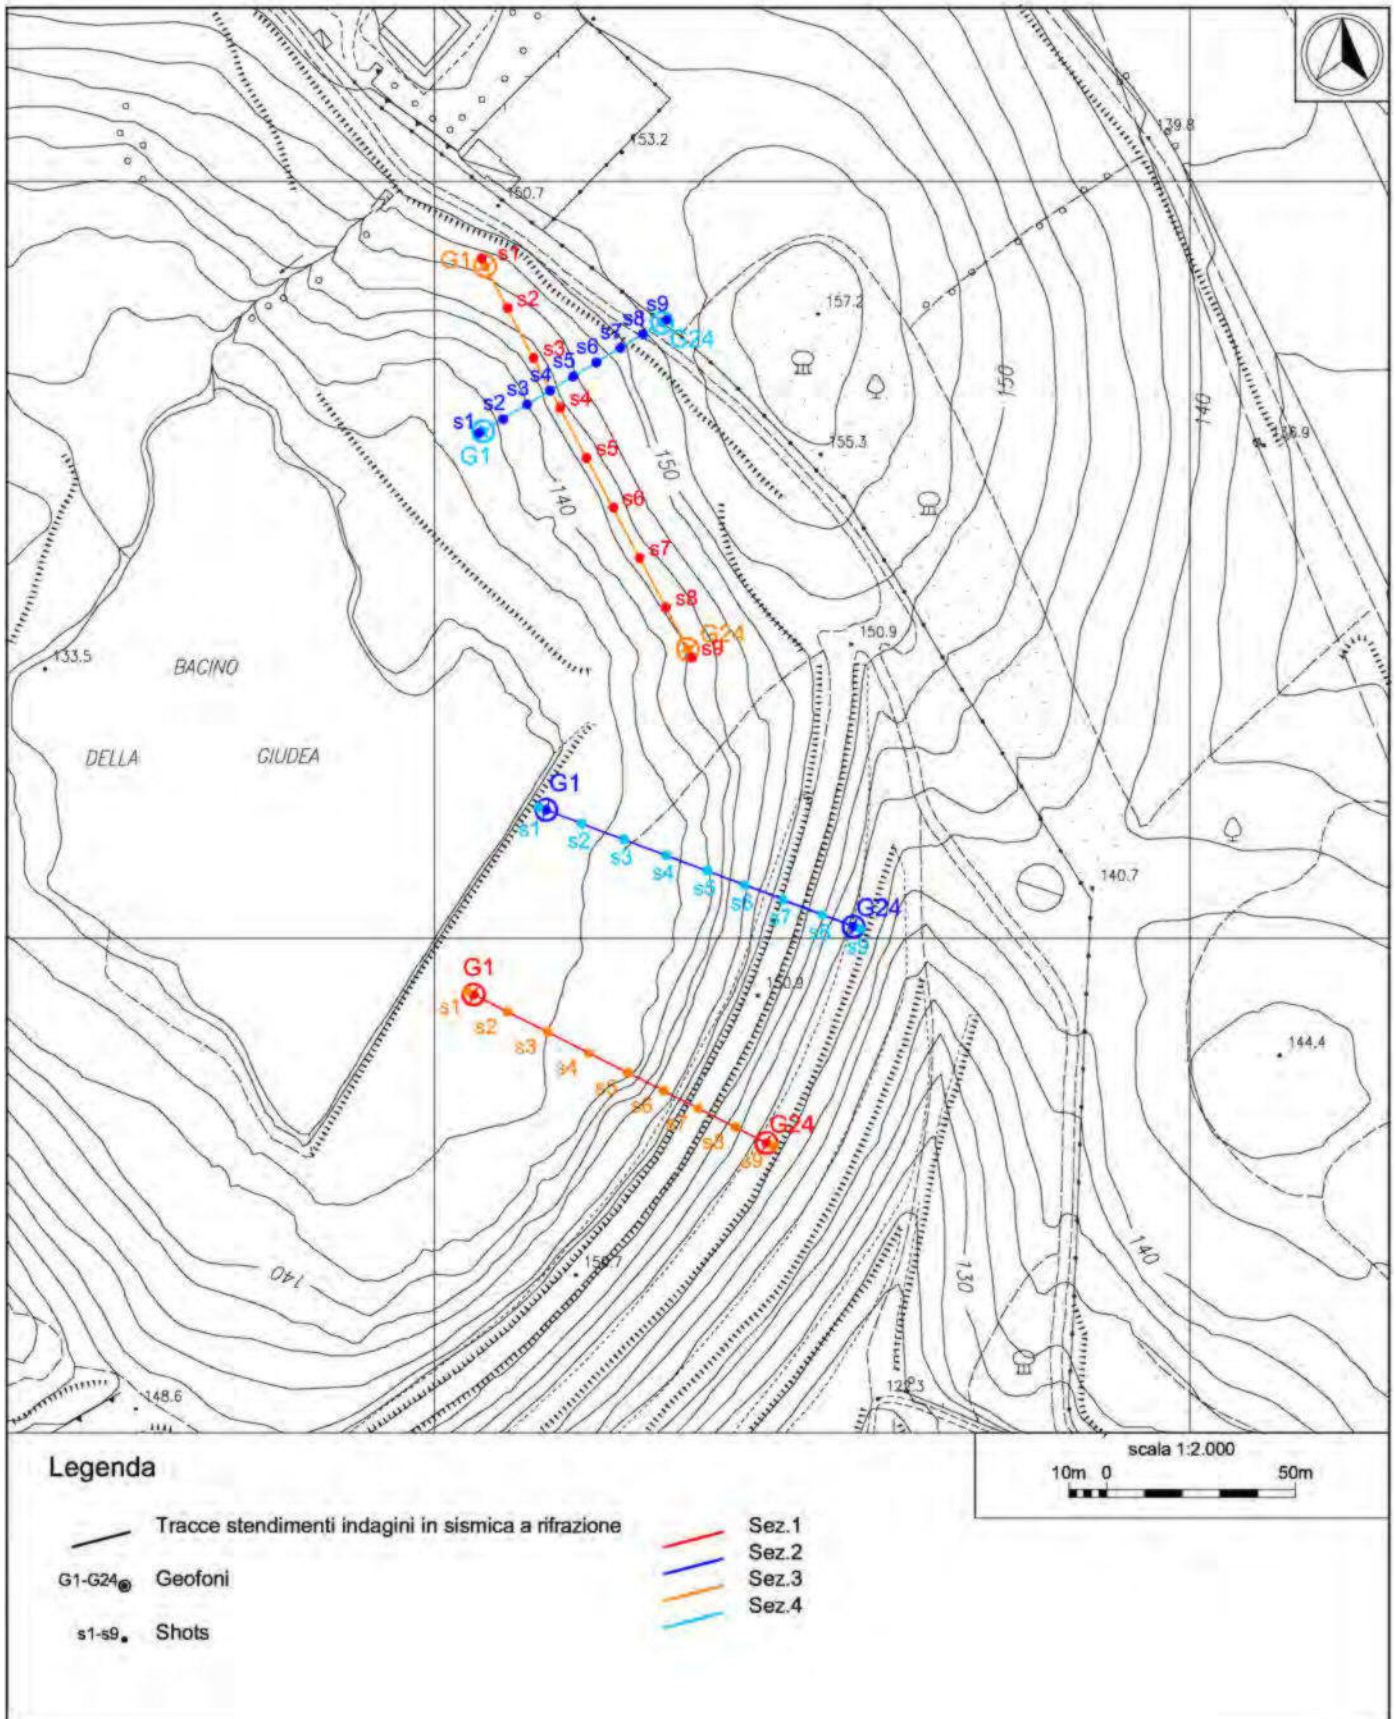 139.8
153.2
150.7
G1
s1
s2
s9
s8
G24
157.2
s7
s6
s3
s5
s4
150
140
s3
s4
s2
s1
G1
155.3
s5
150
s6
140
s7
s8
G24
s9
150.9
133.5
BACINO
DELLA
GIUDEA
G1
s1
s2
s3
s4
s5
s6
s7
s8
G24
s9
140.7
G1
s1
s2
s3
s4
s5
s6
s7
G24
s9
150.9
144.4
140
140
130
148.6
Legenda
scala 1:2.000
10m 0 50m
Tracce stendimenti indagini in sismica a rifrazione
G1-G24 Geofoni
s1-s9 Shots
Sez.1
Sez.2
Sez.3
Sez.4